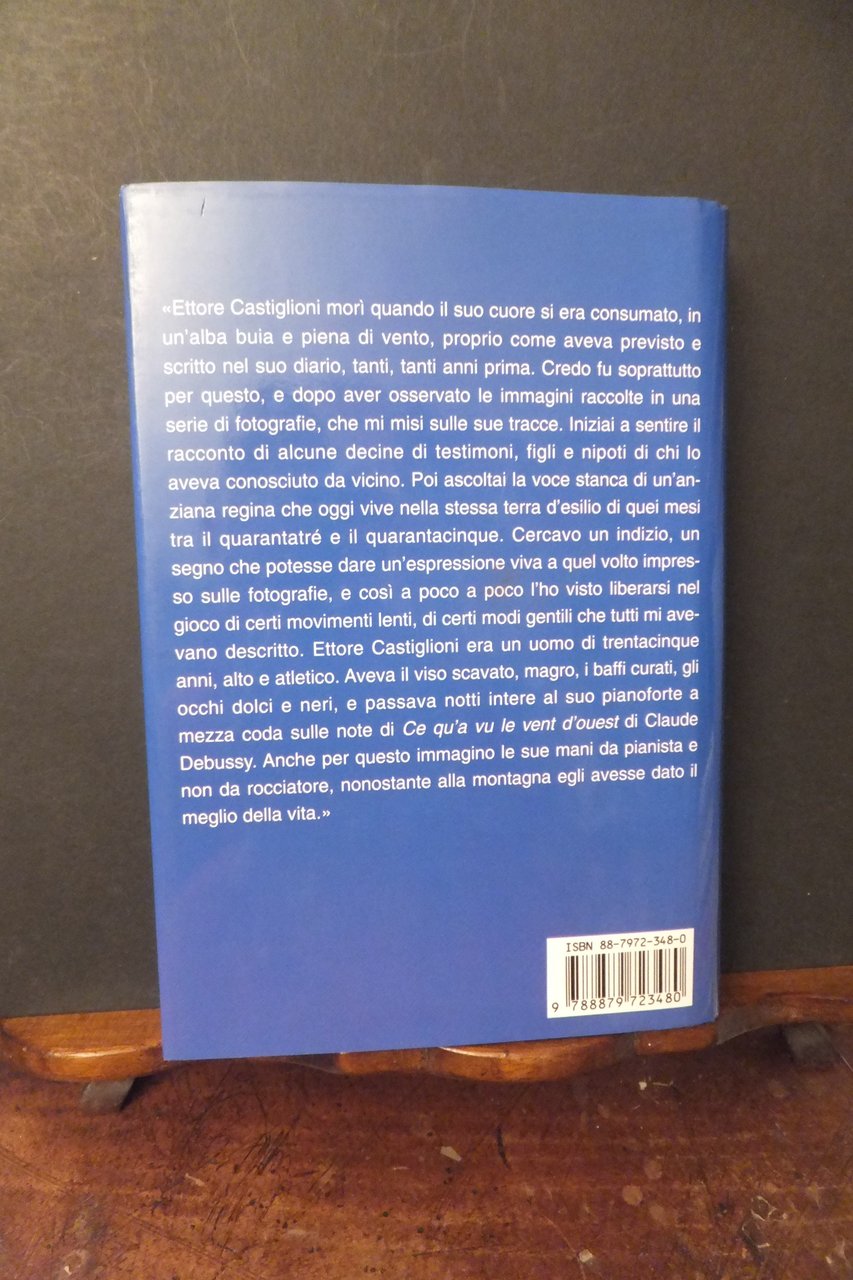 «Ettore Castiglioni morì quando il suo cuore si era consumato, in
un'alba buia e piena di vento, proprio come aveva previsto e
scritto nel suo diario, tanti, tanti anni prima. Credo fu soprattutto
per questo, e dopo aver osservato le immagini raccolte in una
serie di fotografie, che mi misi sulle sue tracce. Iniziai a sentire il
racconto di alcune decine di testimoni, figli e nipoti di chi lo
aveva conosciuto da vicino. Poi ascoltai la voce stanca di un'an-
ziana regina che oggi vive nella stessa terra d'esilio di quei mesi
tra il quarantatré e il quarantacinque. Cercavo un indizio, un
segno che potesse dare un'espressione viva a quel volto impres-
so sulle fotografie, e così a poco a poco l'ho visto liberarsi nel
gioco di certi movimenti lenti, di certi modi gentili che tutti mi ave-
vano descritto. Ettore Castiglioni era un uomo di trentacinque
anni, alto e atletico. Aveva il viso scavato, magro, i baffi curati, gli
occhi dolci e neri, e passava notti intere al suo pianoforte a
mezza coda sulle note di Ce qu'a vu le vent d'ouest di Claude
Debussy. Anche per questo immagino le sue mani da pianista e
non da rocciatore, nonostante alla montagna egli avesse dato il
meglio della vita.»
ISBN 88-7972-348-0
9 788879 723480